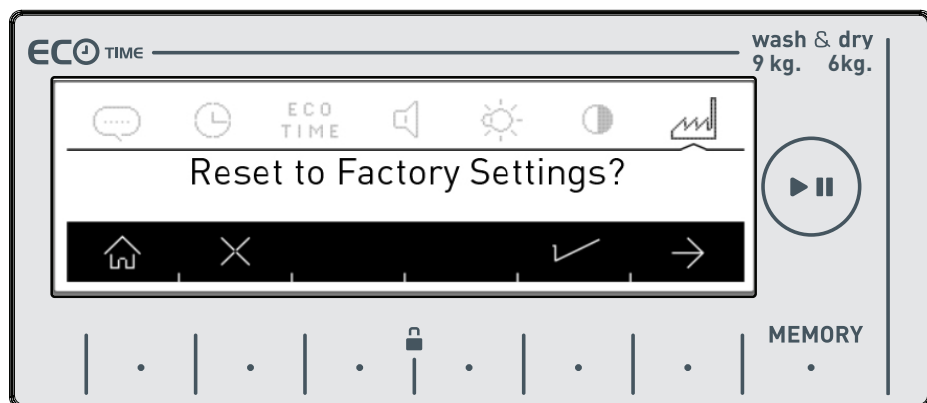 ECO TIME
wash & dry
9 kg. 6kg.
ECO
TIME
Reset to Factory Settings?
MEMORY